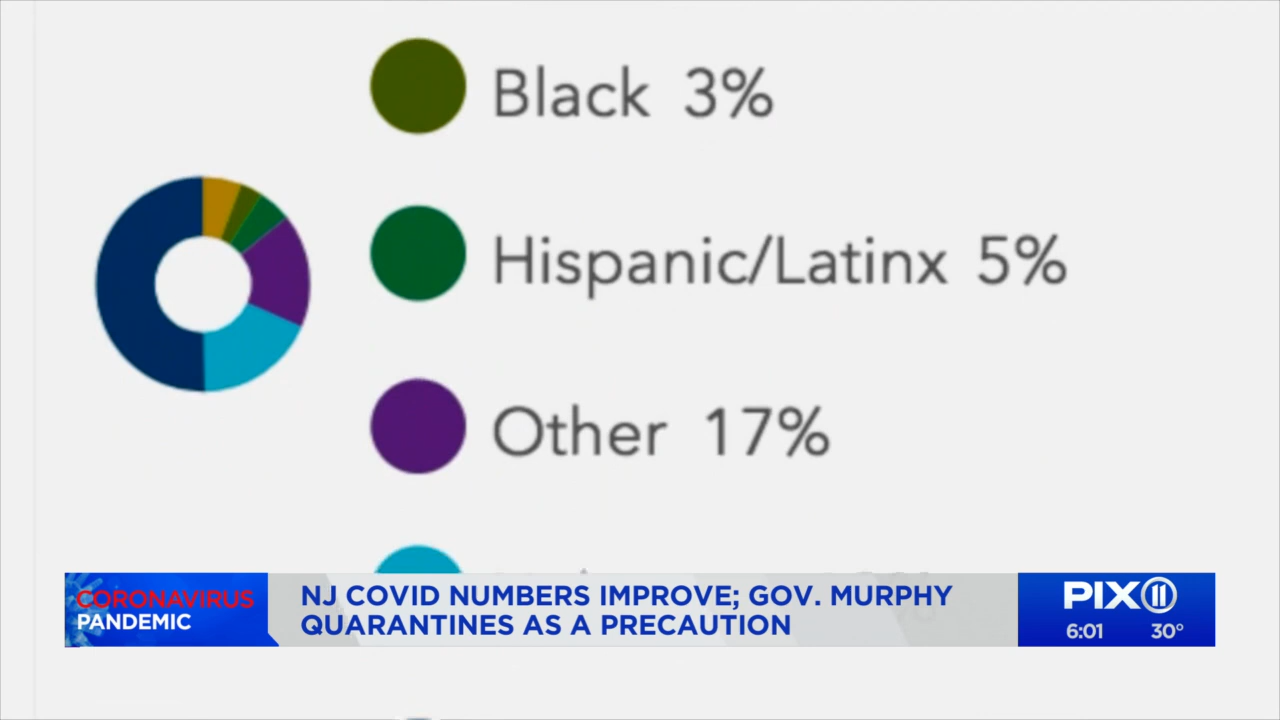 Black 3%
Hispanic/Latinx 5%
Other 17%
CORONAVIRUS
PANDEMIC
NJ COVID NUMBERS IMPROVE; GOV. MURPHY
QUARANTINES AS A PRECAUTION
PIX11
6:01 30°